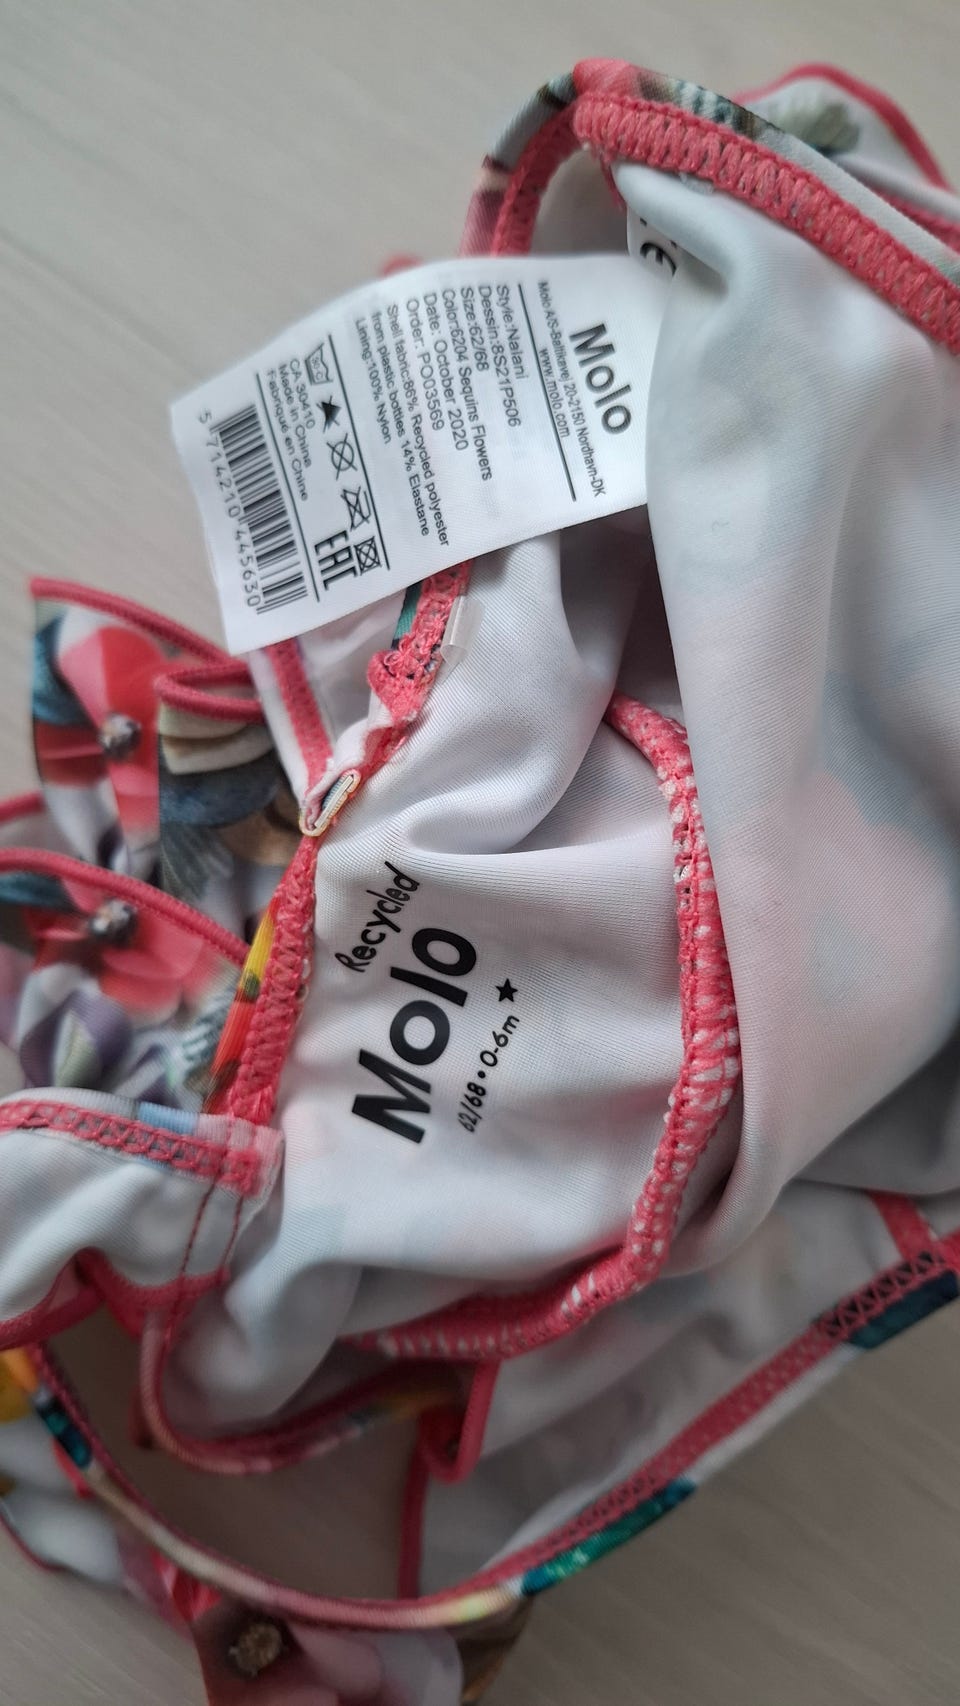 Molo
Molo A/S-Baltikavej 20-2150 Nordhavn-DK
www.molo.com
Style:Nalani
Dessin:8S21P506
Size:62/68
Color:6204 Sequins Flowers
Date: October 2020
Order: PO03569
Shell fabric:86% Recycled polyester
from plastic bottles 14% Elastane
Lining:100% Nylon
30°C
EAC
CA 30410
Made in China
Fabriqué en Chine
5 714210 445630
Recycled
Molo
62/68 • 0-6m ★